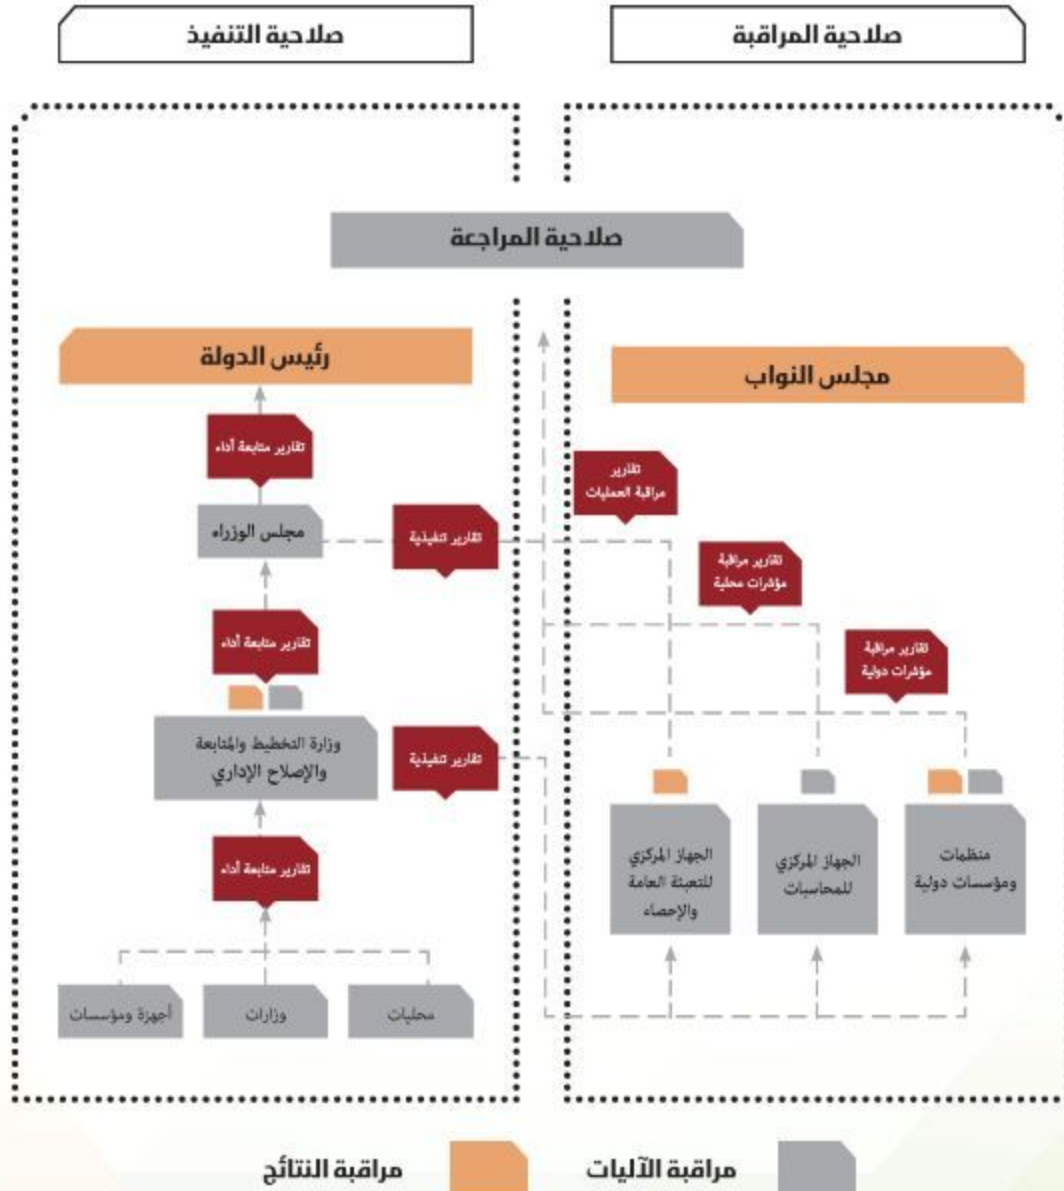 صلاحية المراقبة
صلاحية التنفيذ
صلاحية المراجعة
مجلس النواب
تقارير
مراقبة العمليات
تقارير مراقبة
مؤشرات محلية
تقارير مراقبة
مؤشرات دولية
منظمات
ومؤسسات دولية
الجهاز المركزي
للمحاسبات
الجهاز المركزي
للتعبئة العامة
والإحصاء
رئيس الدولة
تقارير متابعة أداء
مجلس الوزراء
تقارير تنفيذية
تقارير متابعة أداء
وزارة التخطيط والمتابعة
والإصلاح الإداري
تقارير تنفيذية
تقارير متابعة أداء
محليات
وزارات
أجهزة ومؤسسات
مراقبة الآليات
مراقبة النتائج